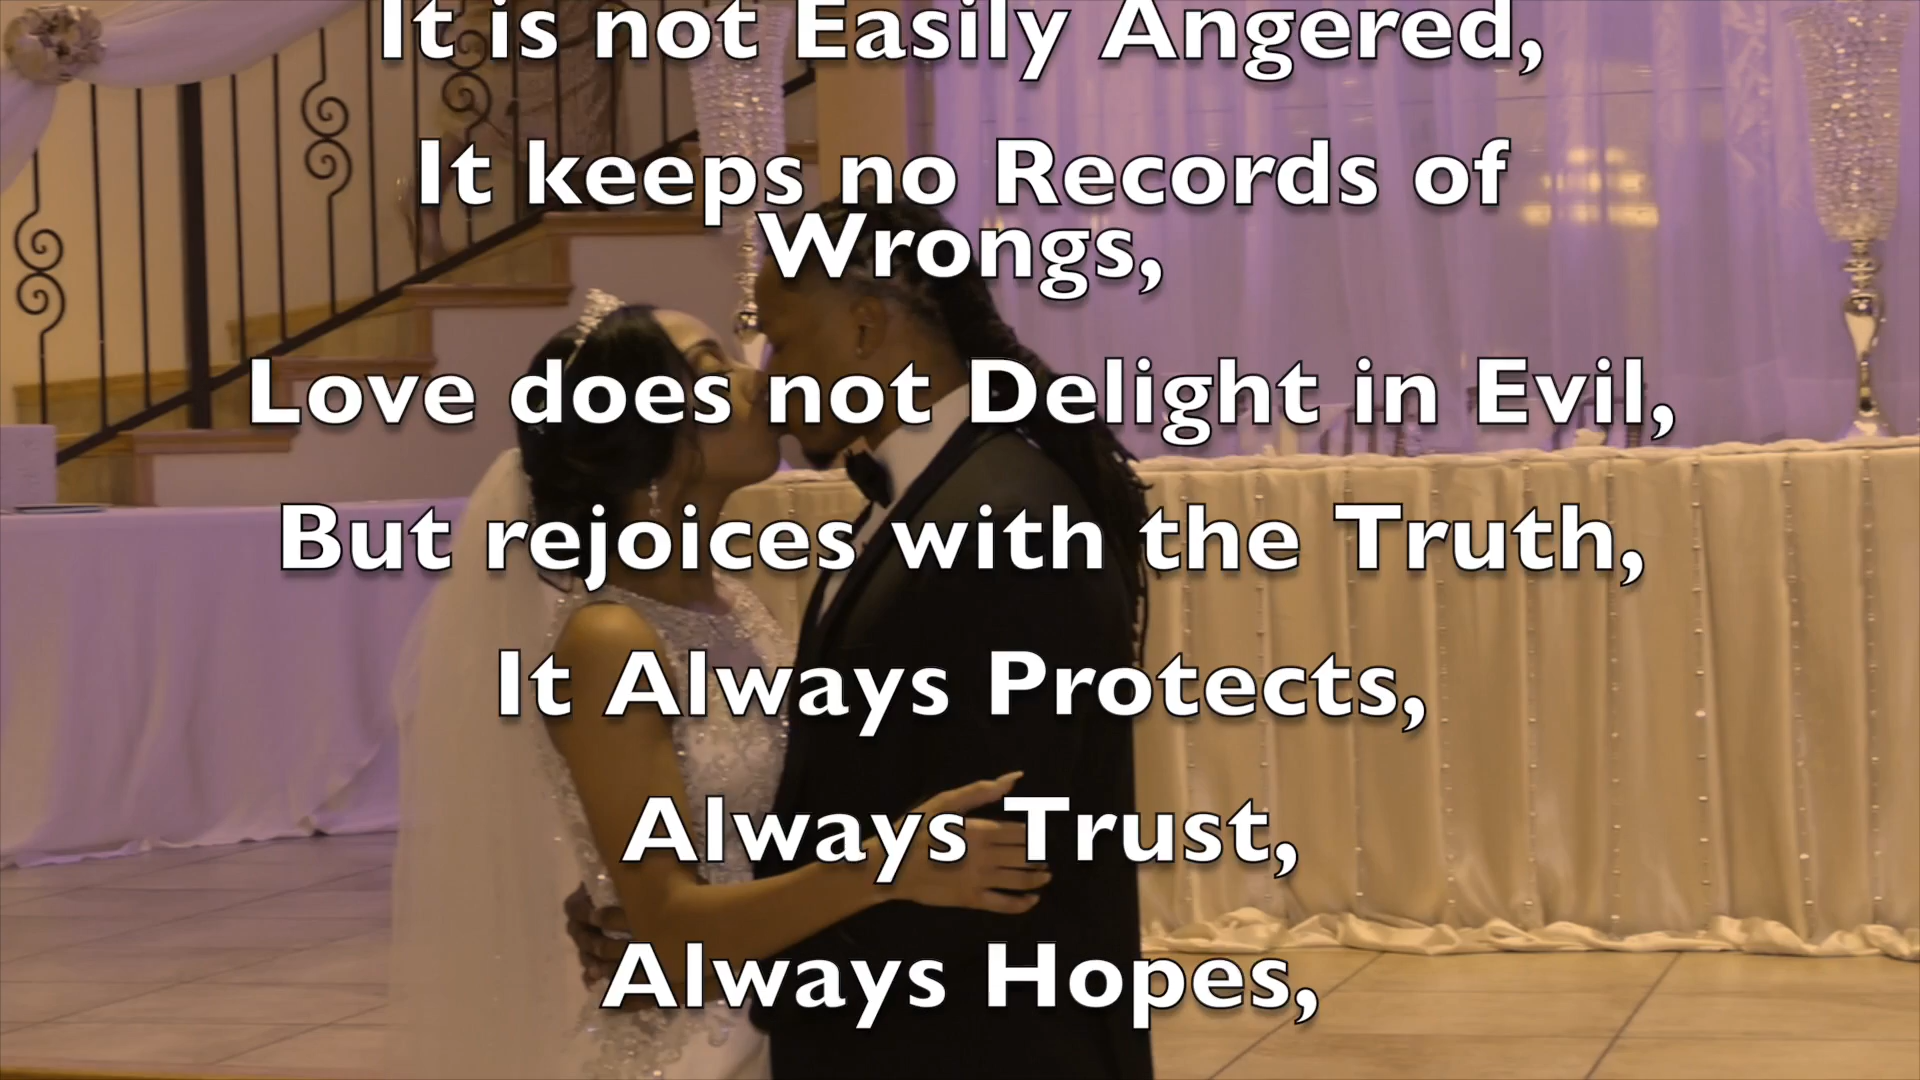 It is not Easily Angered,
It keeps no Records of
Wrongs,
Love does not Delight in Evil,
But rejoices with the Truth,
It Always Protects,
Always Trust,
Always Hopes,